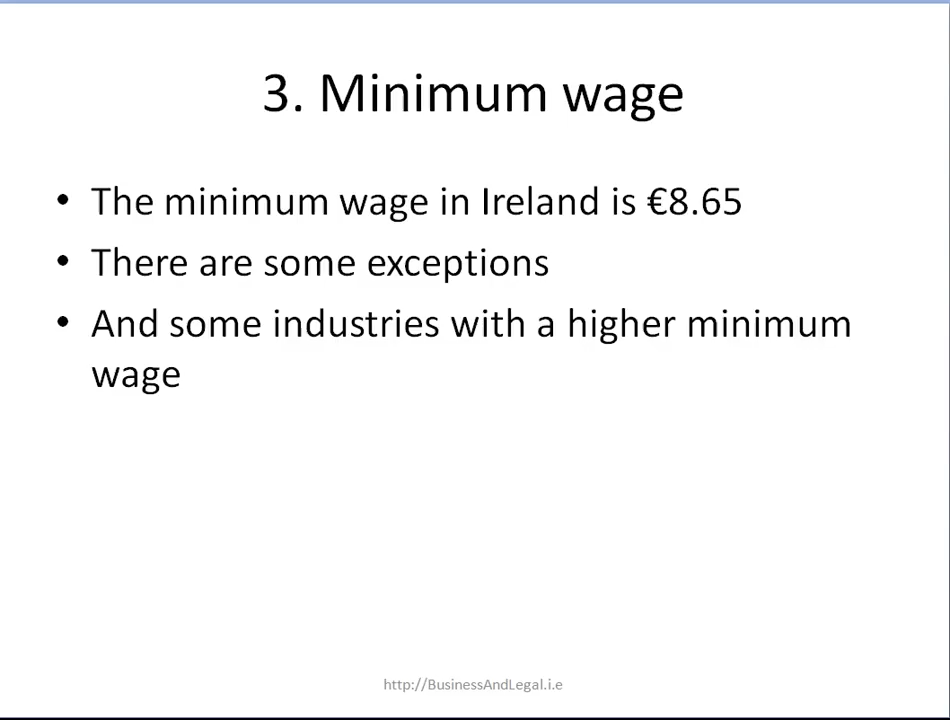 3. Minimum wage
• The minimum wage in Ireland is €8.65
• There are some exceptions
• And some industries with a higher minimum
wage
http://BusinessAndLegal.i.e